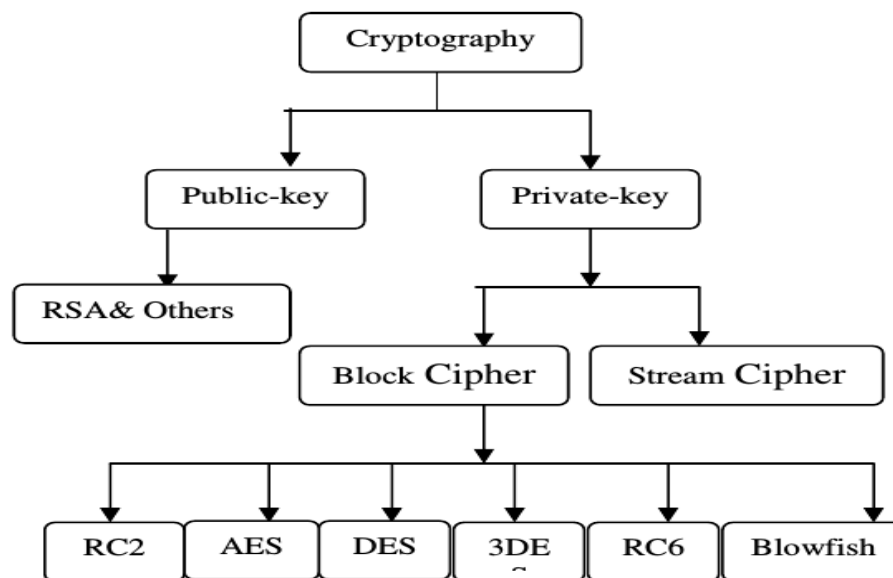 Cryptography
Public-key
Private-key
RSA& Others
Block Cipher
Stream Cipher
RC2
AES
DES
3DE
RC6
Blowfish